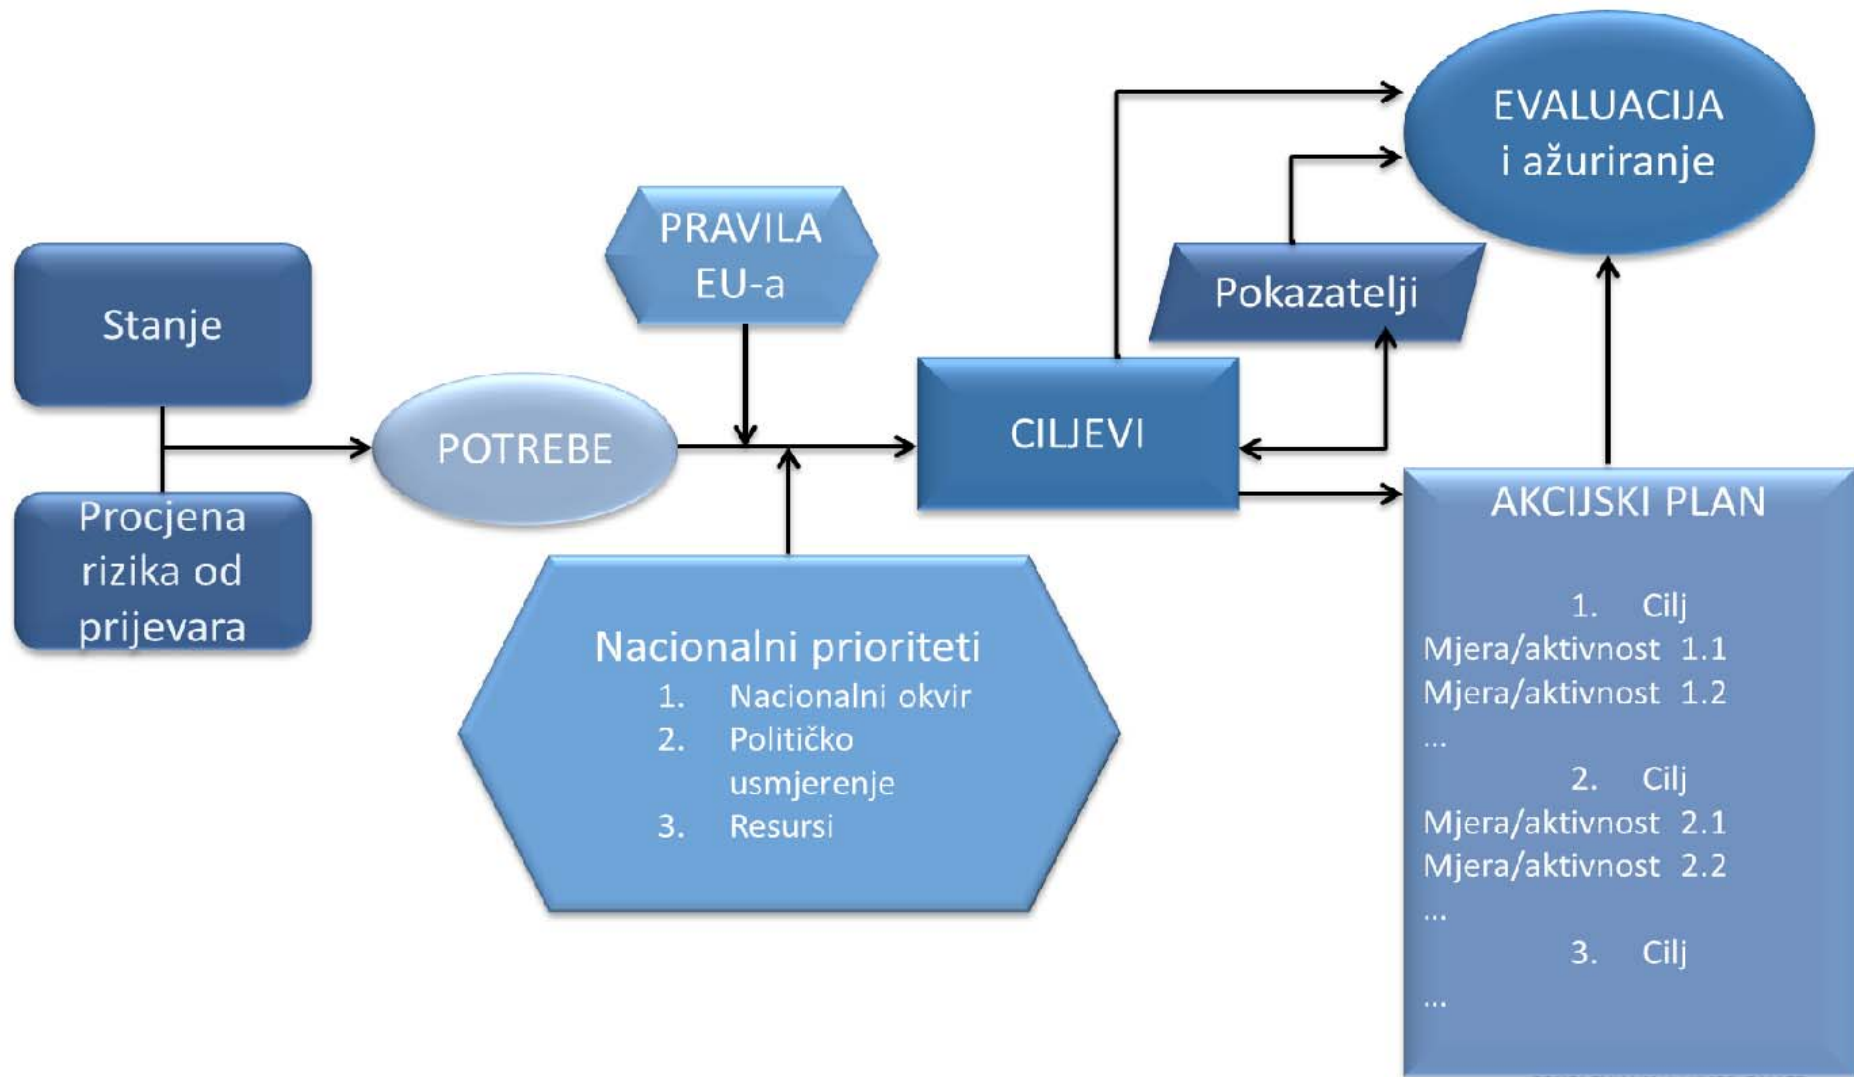 Stanje
Procjena
rizika od
prijevara
POTREBE
PRAVILA
EU-a
Nacionalni prioriteti
1. Nacionalni okvir
2. Političko
usmjerenje
3. Resursi
CILJEVI
Pokazatelji
EVALUACIJA
i ažuriranje
AKCIJSKI PLAN
1. Cilj
Mjera/aktivnost 1.1
Mjera/aktivnost 1.2
...
2. Cilj
Mjera/aktivnost 2.1
Mjera/aktivnost 2.2
...
3. Cilj
...